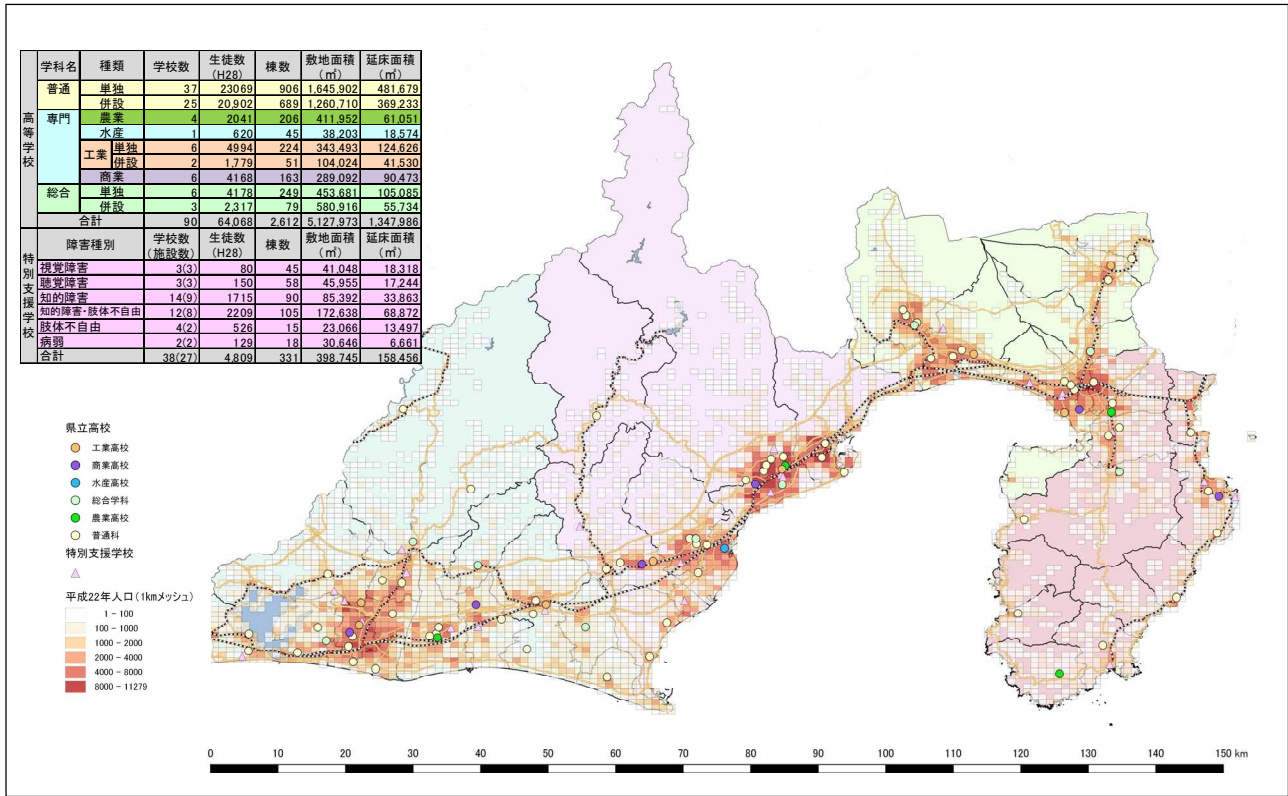 学科名 種類 学校数 生徒数(H28) 棟数 敷地面積(㎡) 延床面積(㎡)
高等学校
普通 単独 37 23069 906 1,645,902 481,679
併設 25 20,902 689 1,260,710 369,233
専門 農業 4 2041 206 411,952 61,051
水産 1 620 45 38,203 18,574
工業 単独 6 4994 224 343,493 124,626
併設 2 1,779 51 104,024 41,530
商業 6 4168 163 289,092 90,473
総合 単独 6 4178 249 453,681 105,085
併設 3 2,317 79 580,916 55,734
合計 90 64,068 2,612 5,127,973 1,347,986
特別支援学校
障害種別 学校数(施設数) 生徒数(H28) 棟数 敷地面積(㎡) 延床面積(㎡)
視覚障害 3(3) 80 45 41,048 18,318
聴覚障害 3(3) 150 58 45,955 17,244
知的障害 14(9) 1715 90 85,392 33,863
知的障害・肢体不自由 12(8) 2209 105 172,638 68,872
肢体不自由 4(2) 526 15 23,066 13,497
病弱 2(2) 129 18 30,646 6,661
合計 38(27) 4,809 331 398,745 158,456
県立高校
工業高校
商業高校
水産高校
総合学科
農業高校
普通科
特別支援学校
平成22年人口(1kmメッシュ)
1 - 100
100 - 1000
1000 - 2000
2000 - 4000
4000 - 8000
8000 - 11279
0 10 20 30 40 50 60 70 80 90 100 110 120 130 140 150 km